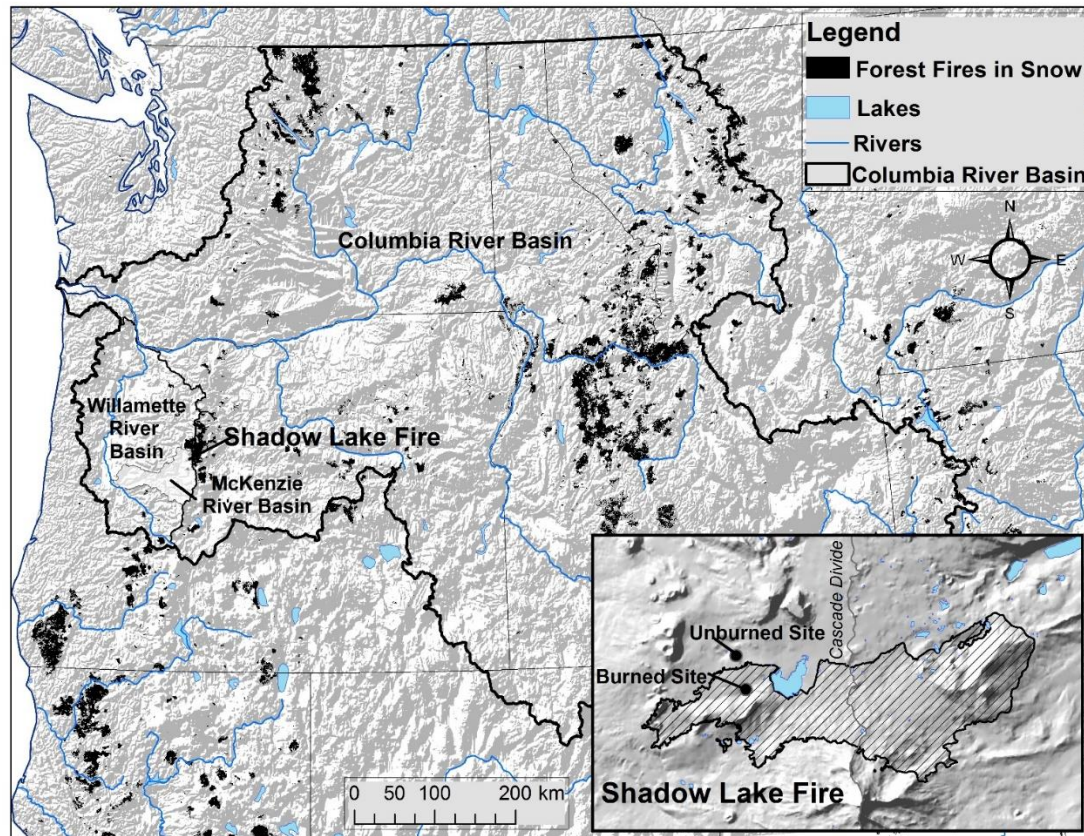 Legend
Forest Fires in Snow
Lakes
Rivers
Columbia River Basin
N
W
E
S
Columbia River Basin
Willamette
River
Basin
Shadow Lake Fire
McKenzie
River Basin
0 50 100 200 km
Cascade Divide
Unburned Site
Burned Site
Shadow Lake Fire